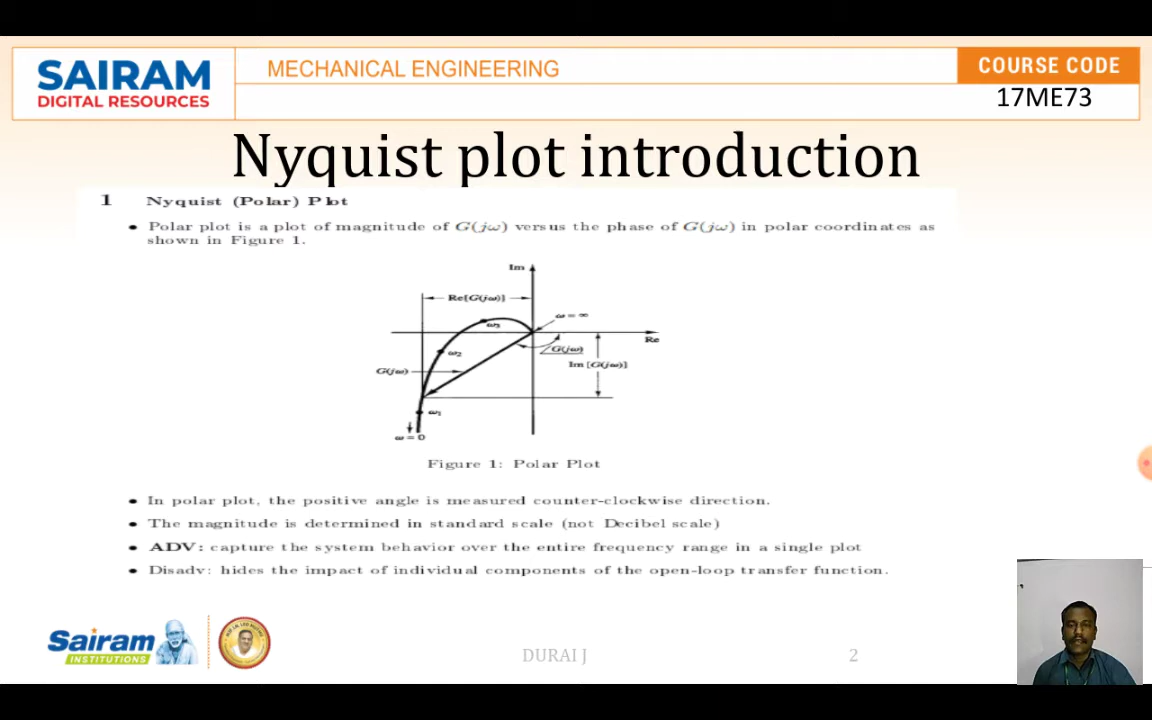 SAIRAM
DIGITAL RESOURCES
MECHANICAL ENGINEERING
COURSE CODE
17ME73
Nyquist plot introduction
1 Nyquist (Polar) Plot
• Polar plot is a plot of magnitude of G(jω) versus the phase of G(jω) in polar coordinates as
shown in Figure 1.
Im
Re[G(jω)]
ω = ∞
ω3
Re
G(jω)
ω2
Im [G(jω)]
G(jω)
ω1
ω = 0
Figure 1: Polar Plot
• In polar plot, the positive angle is measured counter-clockwise direction.
• The magnitude is determined in standard scale (not Decibel scale)
• ADV: capture the system behavior over the entire frequency range in a single plot
• Disadv: hides the impact of individual components of the open-loop transfer function.
Sairam
INSTITUTIONS
DURAI J
2